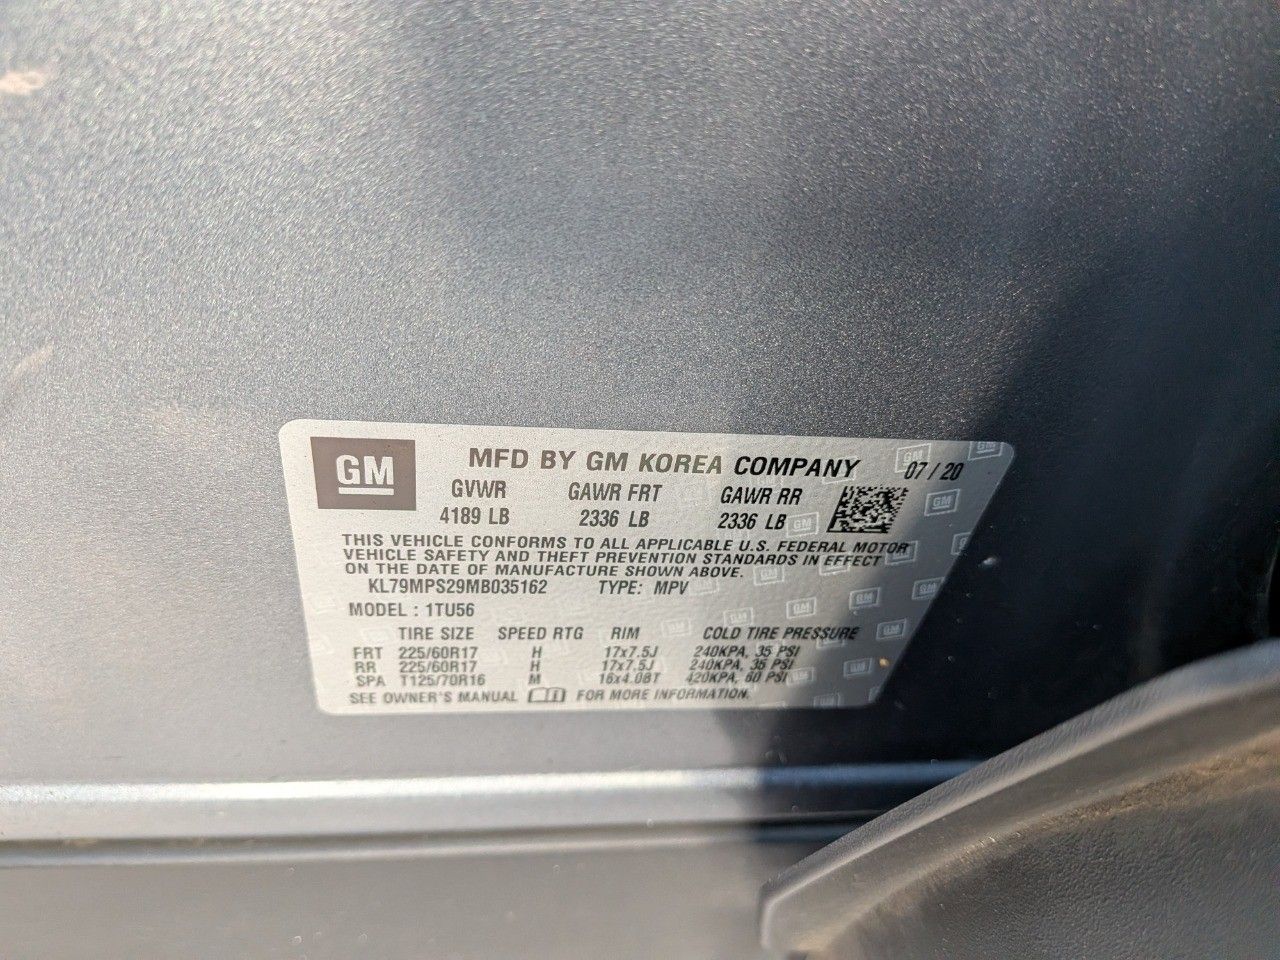 GM
MFD BY GM KOREA COMPANY 07/20
GVWR GAWR FRT GAWR RR
4189 LB 2336 LB 2336 LB
THIS VEHICLE CONFORMS TO ALL APPLICABLE U.S. FEDERAL MOTOR
VEHICLE SAFETY AND THEFT PREVENTION STANDARDS IN EFFECT
ON THE DATE OF MANUFACTURE SHOWN ABOVE.
KL79MPS29MB035162 TYPE: MPV
MODEL : 1TU56
TIRE SIZE SPEED RTG RIM COLD TIRE PRESSURE
FRT 225/60R17 H 17x7.5J 240KPA, 35 PSI
RR 225/60R17 H 17x7.5J 240KPA, 35 PSI
SPA T125/70R16 M 16x4.0BT 420KPA, 60 PSI
SEE OWNER'S MANUAL FOR MORE INFORMATION.